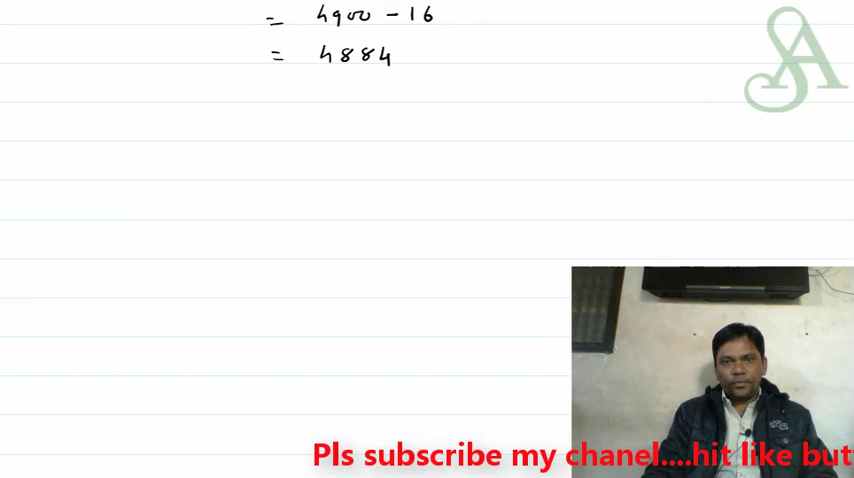 = 4900 - 16
= 4884
Pls subscribe my chanel....hit like but